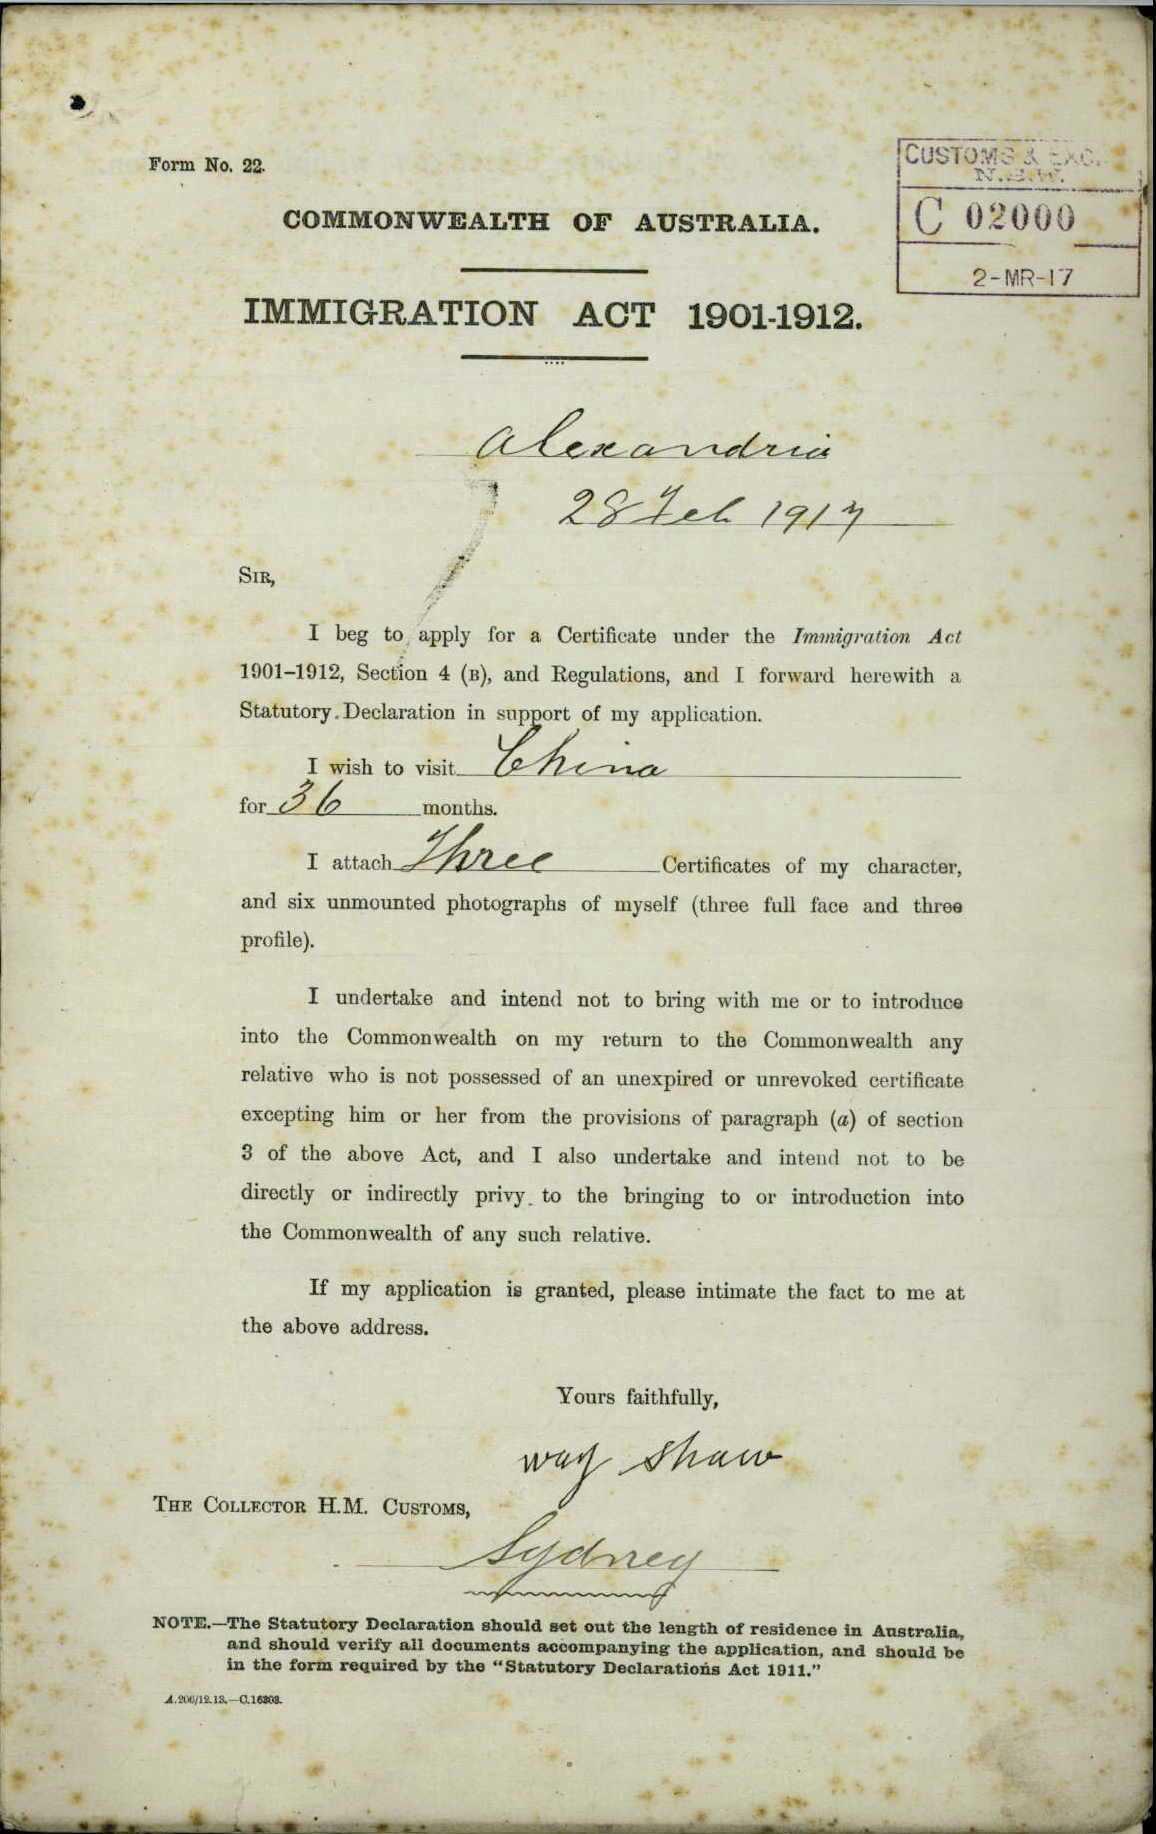 Form No. 22.
CUSTOMS & EXC.
N.S.W.
C 02000
2-MR-17
COMMONWEALTH OF AUSTRALIA.
IMMIGRATION ACT 1901-1912.
Alexandria
28 Feb 1917
SIR,
I beg to apply for a Certificate under the Immigration Act
1901–1912, Section 4 (B), and Regulations, and I forward herewith a
Statutory Declaration in support of my application.
I wish to visit China
for 36 months.
I attach Three Certificates of my character,
and six unmounted photographs of myself (three full face and three
profile).
I undertake and intend not to bring with me or to introduce
into the Commonwealth on my return to the Commonwealth any
relative who is not possessed of an unexpired or unrevoked certificate
excepting him or her from the provisions of paragraph (a) of section
3 of the above Act, and I also undertake and intend not to be
directly or indirectly privy to the bringing to or introduction into
the Commonwealth of any such relative.
If my application is granted, please intimate the fact to me at
the above address.
Yours faithfully,
way shaw
THE COLLECTOR H.M. CUSTOMS,
Sydney
NOTE.—The Statutory Declaration should set out the length of residence in Australia,
and should verify all documents accompanying the application, and should be
in the form required by the "Statutory Declarations Act 1911."
A.206/12.13.—C.16303.